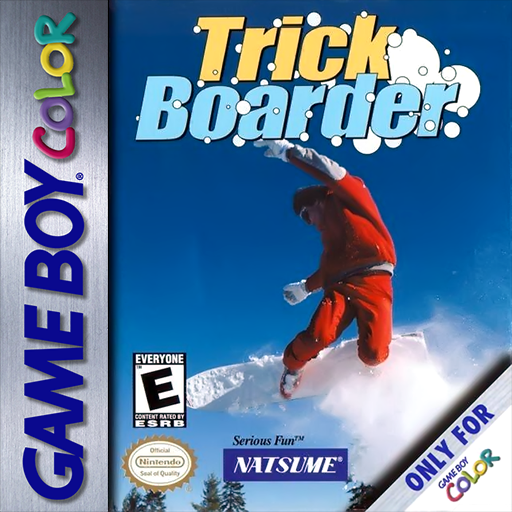 GAME BOY COLOR
Trick
Boarder
EVERYONE
TM
E
CONTENT RATED BY
ESRB
Official
Nintendo
Seal of Quality
Serious Fun™
NATSUME®
ONLY FOR
GAME BOY
COLOR